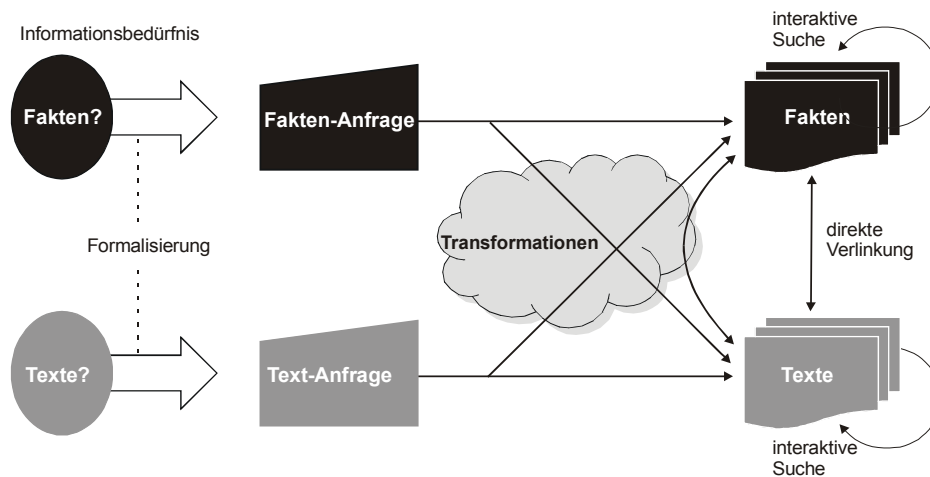 Informationsbedürfnis
interaktive
Suche
Fakten?
Fakten-Anfrage
Fakten
Formalisierung
Transformationen
direkte
Verlinkung
Texte?
Text-Anfrage
Texte
interaktive
Suche